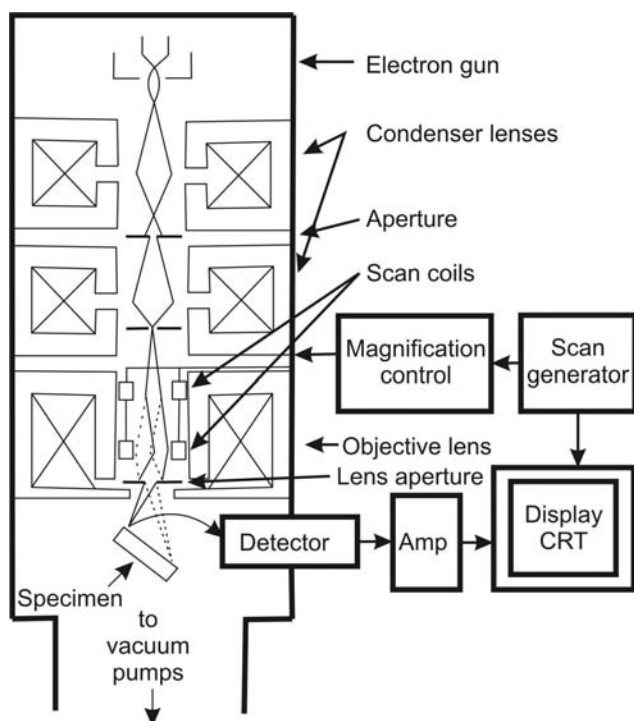 Electron gun
Condenser lenses
Aperture
Scan coils
Magnification
control
Scan
generator
Objective lens
Lens aperture
Detector
Amp
Display
CRT
Specimen
to
vacuum
pumps